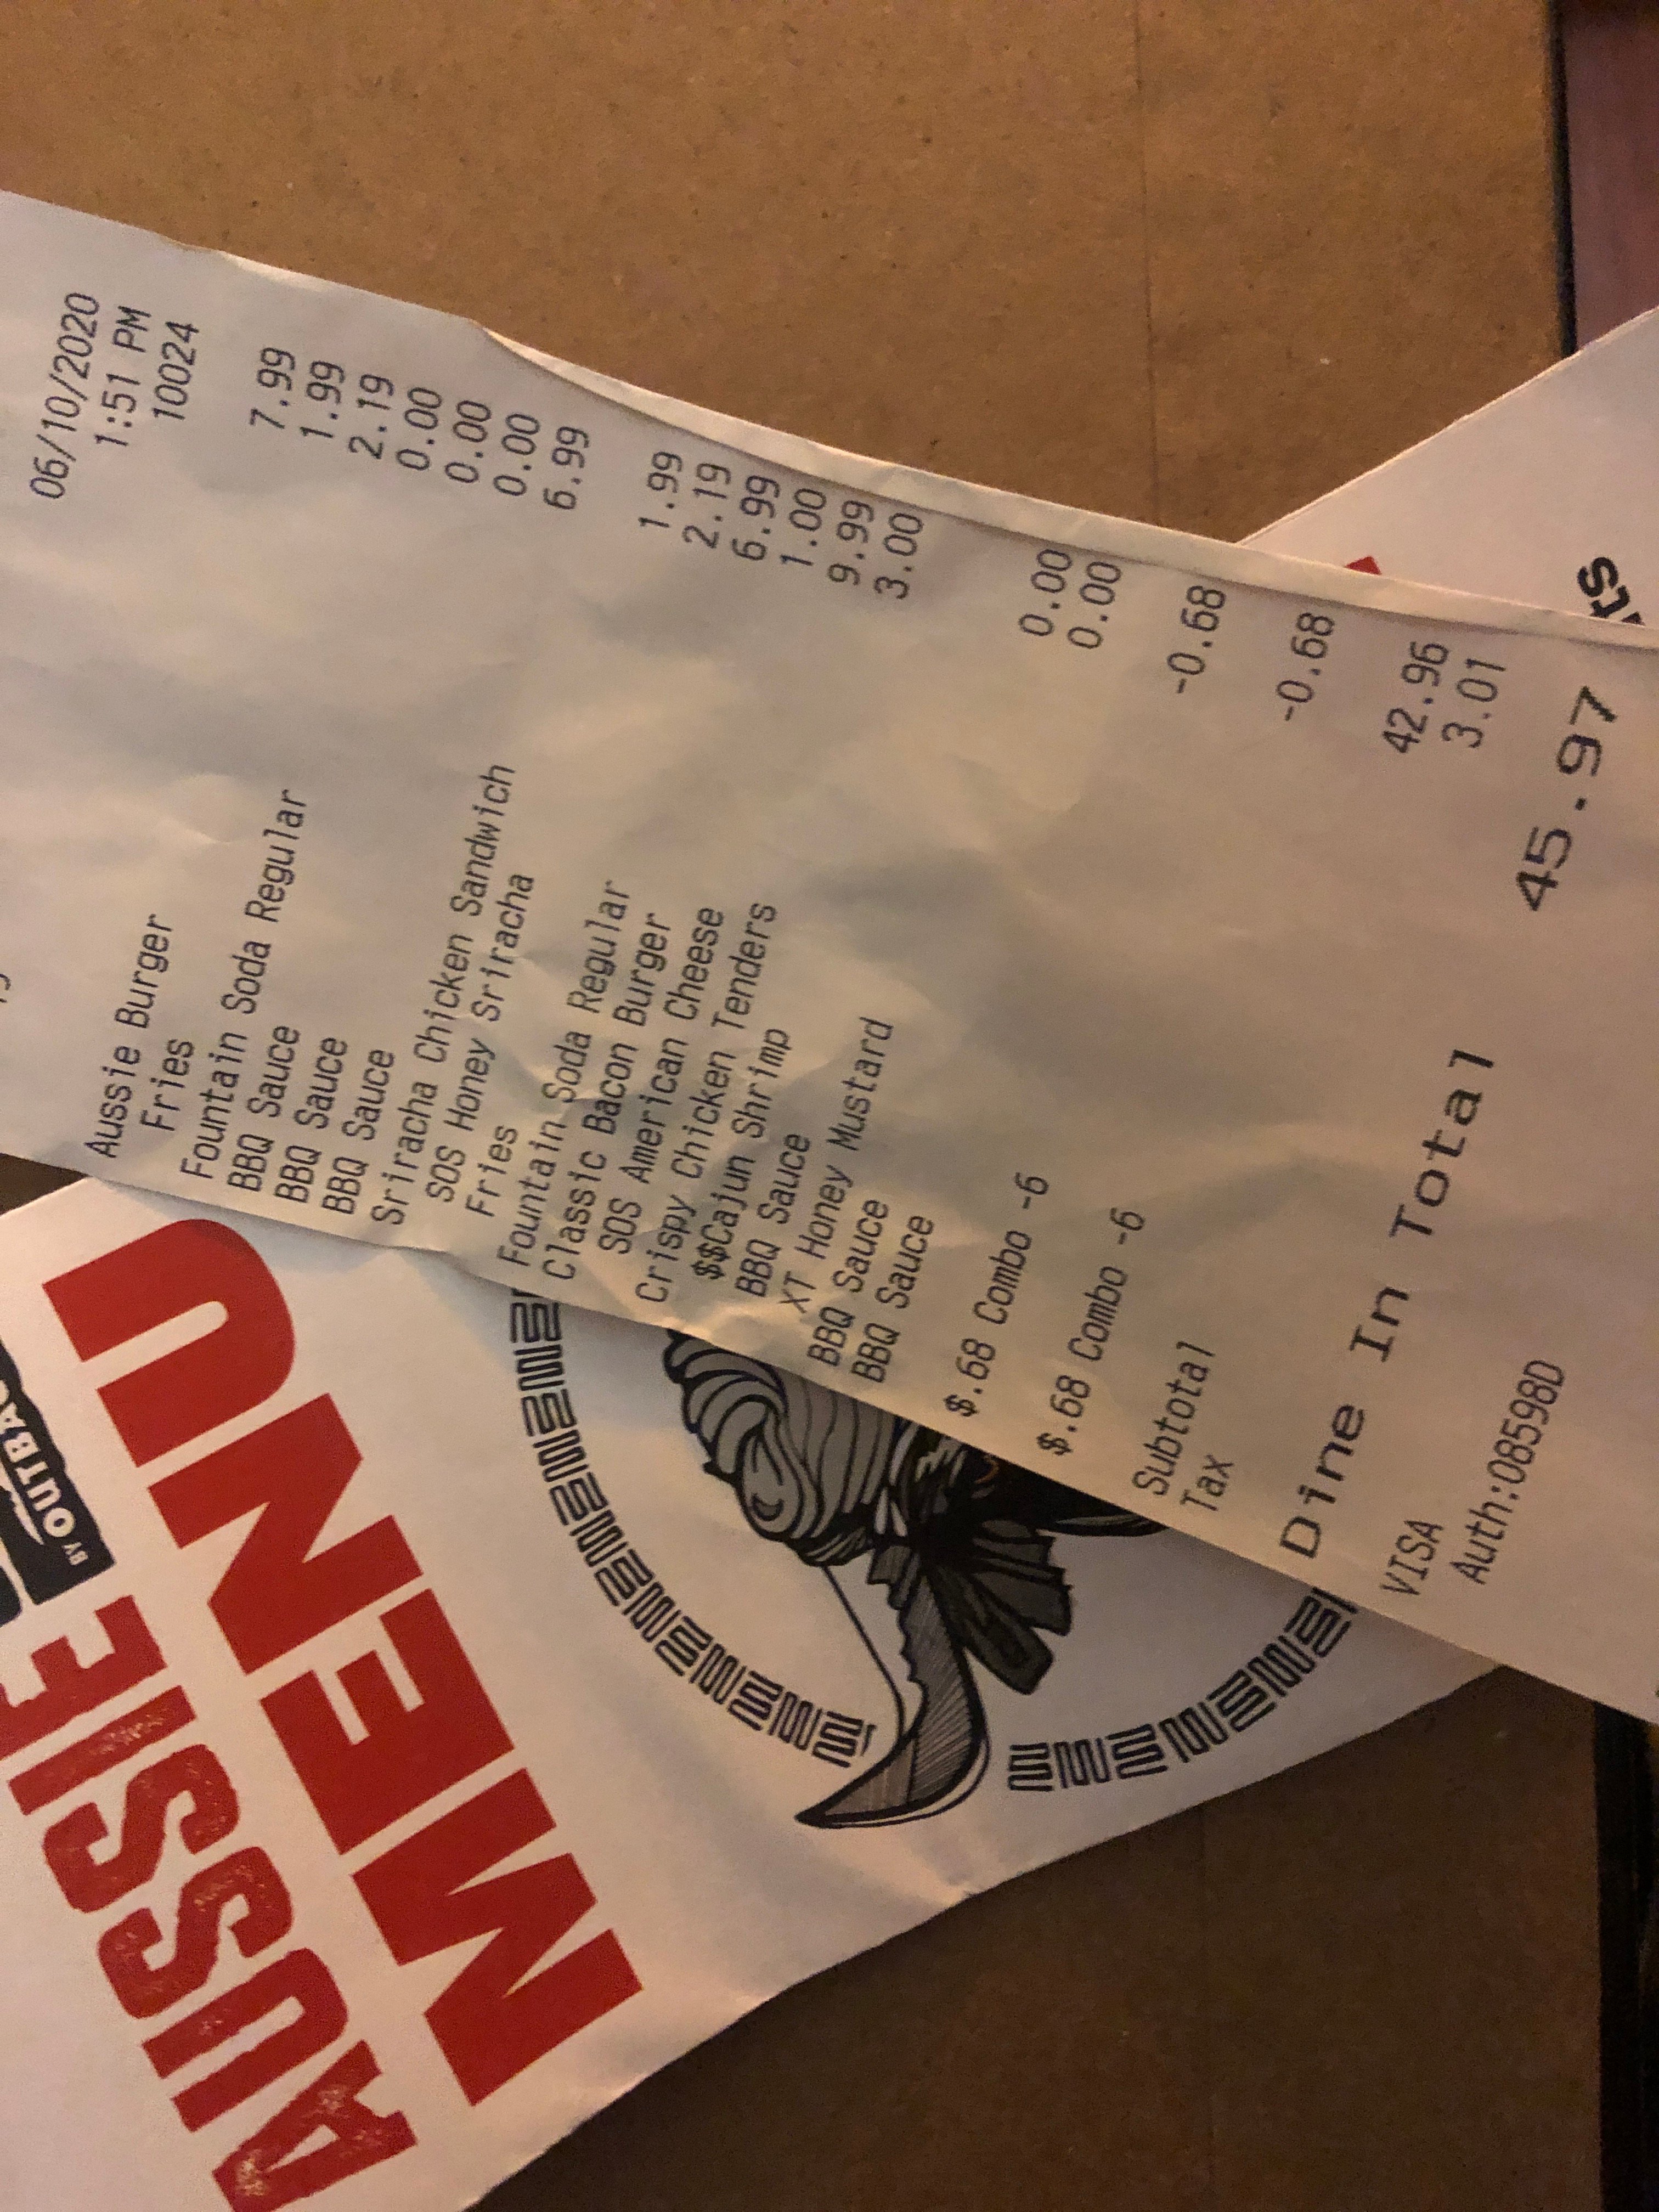 06/10/2020
1:51 PM
10024
Aussie Burger 7.99
Fries 1.99
Fountain Soda Regular 2.19
BBQ Sauce 0.00
BBQ Sauce 0.00
BBQ Sauce 0.00
Sriracha Chicken Sandwich 6.99
SOS Honey Sriracha
Fries 1.99
Fountain Soda Regular 2.19
Classic Bacon Burger 6.99
SOS American Cheese 1.00
Crispy Chicken Tenders 9.99
$$Cajun Shrimp 3.00
BBQ Sauce
XT Honey Mustard
BBQ Sauce 0.00
BBQ Sauce 0.00
$.68 Combo -6 -0.68
$.68 Combo -6 -0.68
Subtotal 42.96
Tax 3.01
Dine In Total 45.97
VISA
Auth:08598D
AUSSIE
BY OUTBA
MENU